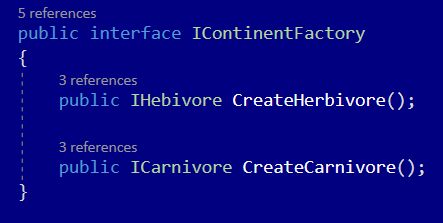 5 references
public interface IContinentFactory
{
3 references
public IHebivore CreateHerbivore();
3 references
public ICarnivore CreateCarnivore();
}